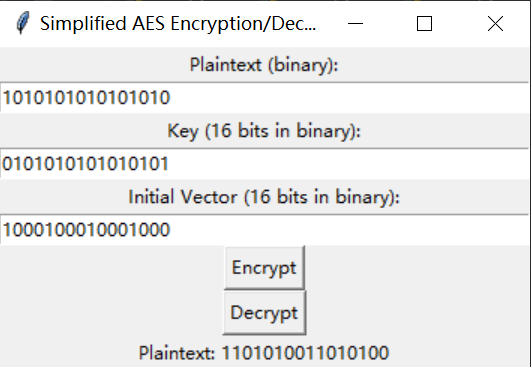 Simplified AES Encryption/Dec...
Plaintext (binary):
1010101010101010
Key (16 bits in binary):
0101010101010101
Initial Vector (16 bits in binary):
1000100010001000
Encrypt
Decrypt
Plaintext: 1101010011010100